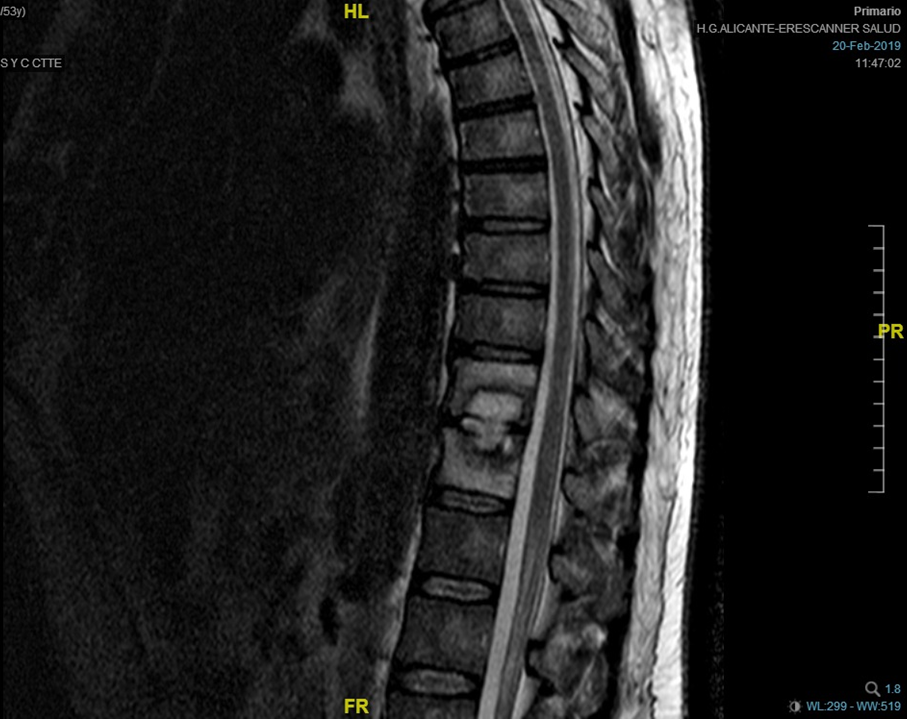 /53y)
HL
Primario
H.G.ALICANTE-ERESCANNER SALUD
20-Feb-2019
S Y C CTTE
11:47:02
PR
1.8
FR
WL:299 - WW:519